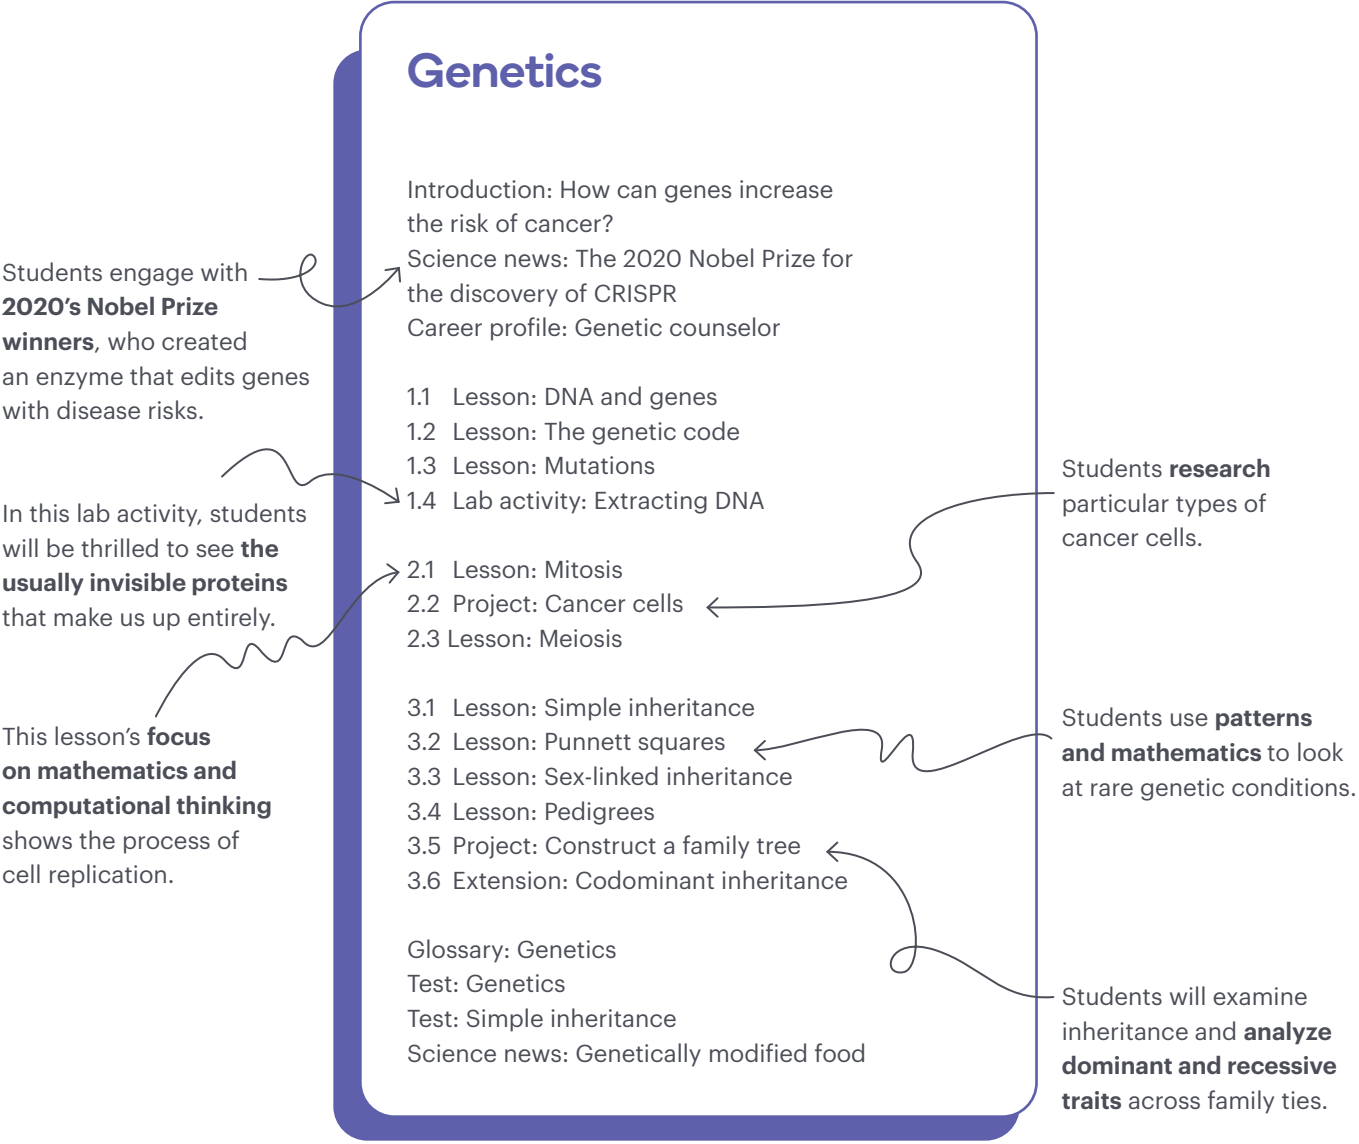 Genetics
Introduction: How can genes increase
the risk of cancer?
Science news: The 2020 Nobel Prize for
the discovery of CRISPR
Career profile: Genetic counselor
1.1 Lesson: DNA and genes
1.2 Lesson: The genetic code
1.3 Lesson: Mutations
1.4 Lab activity: Extracting DNA
2.1 Lesson: Mitosis
2.2 Project: Cancer cells
2.3 Lesson: Meiosis
3.1 Lesson: Simple inheritance
3.2 Lesson: Punnett squares
3.3 Lesson: Sex-linked inheritance
3.4 Lesson: Pedigrees
3.5 Project: Construct a family tree
3.6 Extension: Codominant inheritance
Glossary: Genetics
Test: Genetics
Test: Simple inheritance
Science news: Genetically modified food
Students engage with
2020’s Nobel Prize
winners, who created
an enzyme that edits genes
with disease risks.
In this lab activity, students
will be thrilled to see the
usually invisible proteins
that make us up entirely.
This lesson’s focus
on mathematics and
computational thinking
shows the process of
cell replication.
Students research
particular types of
cancer cells.
Students use patterns
and mathematics to look
at rare genetic conditions.
Students will examine
inheritance and analyze
dominant and recessive
traits across family ties.